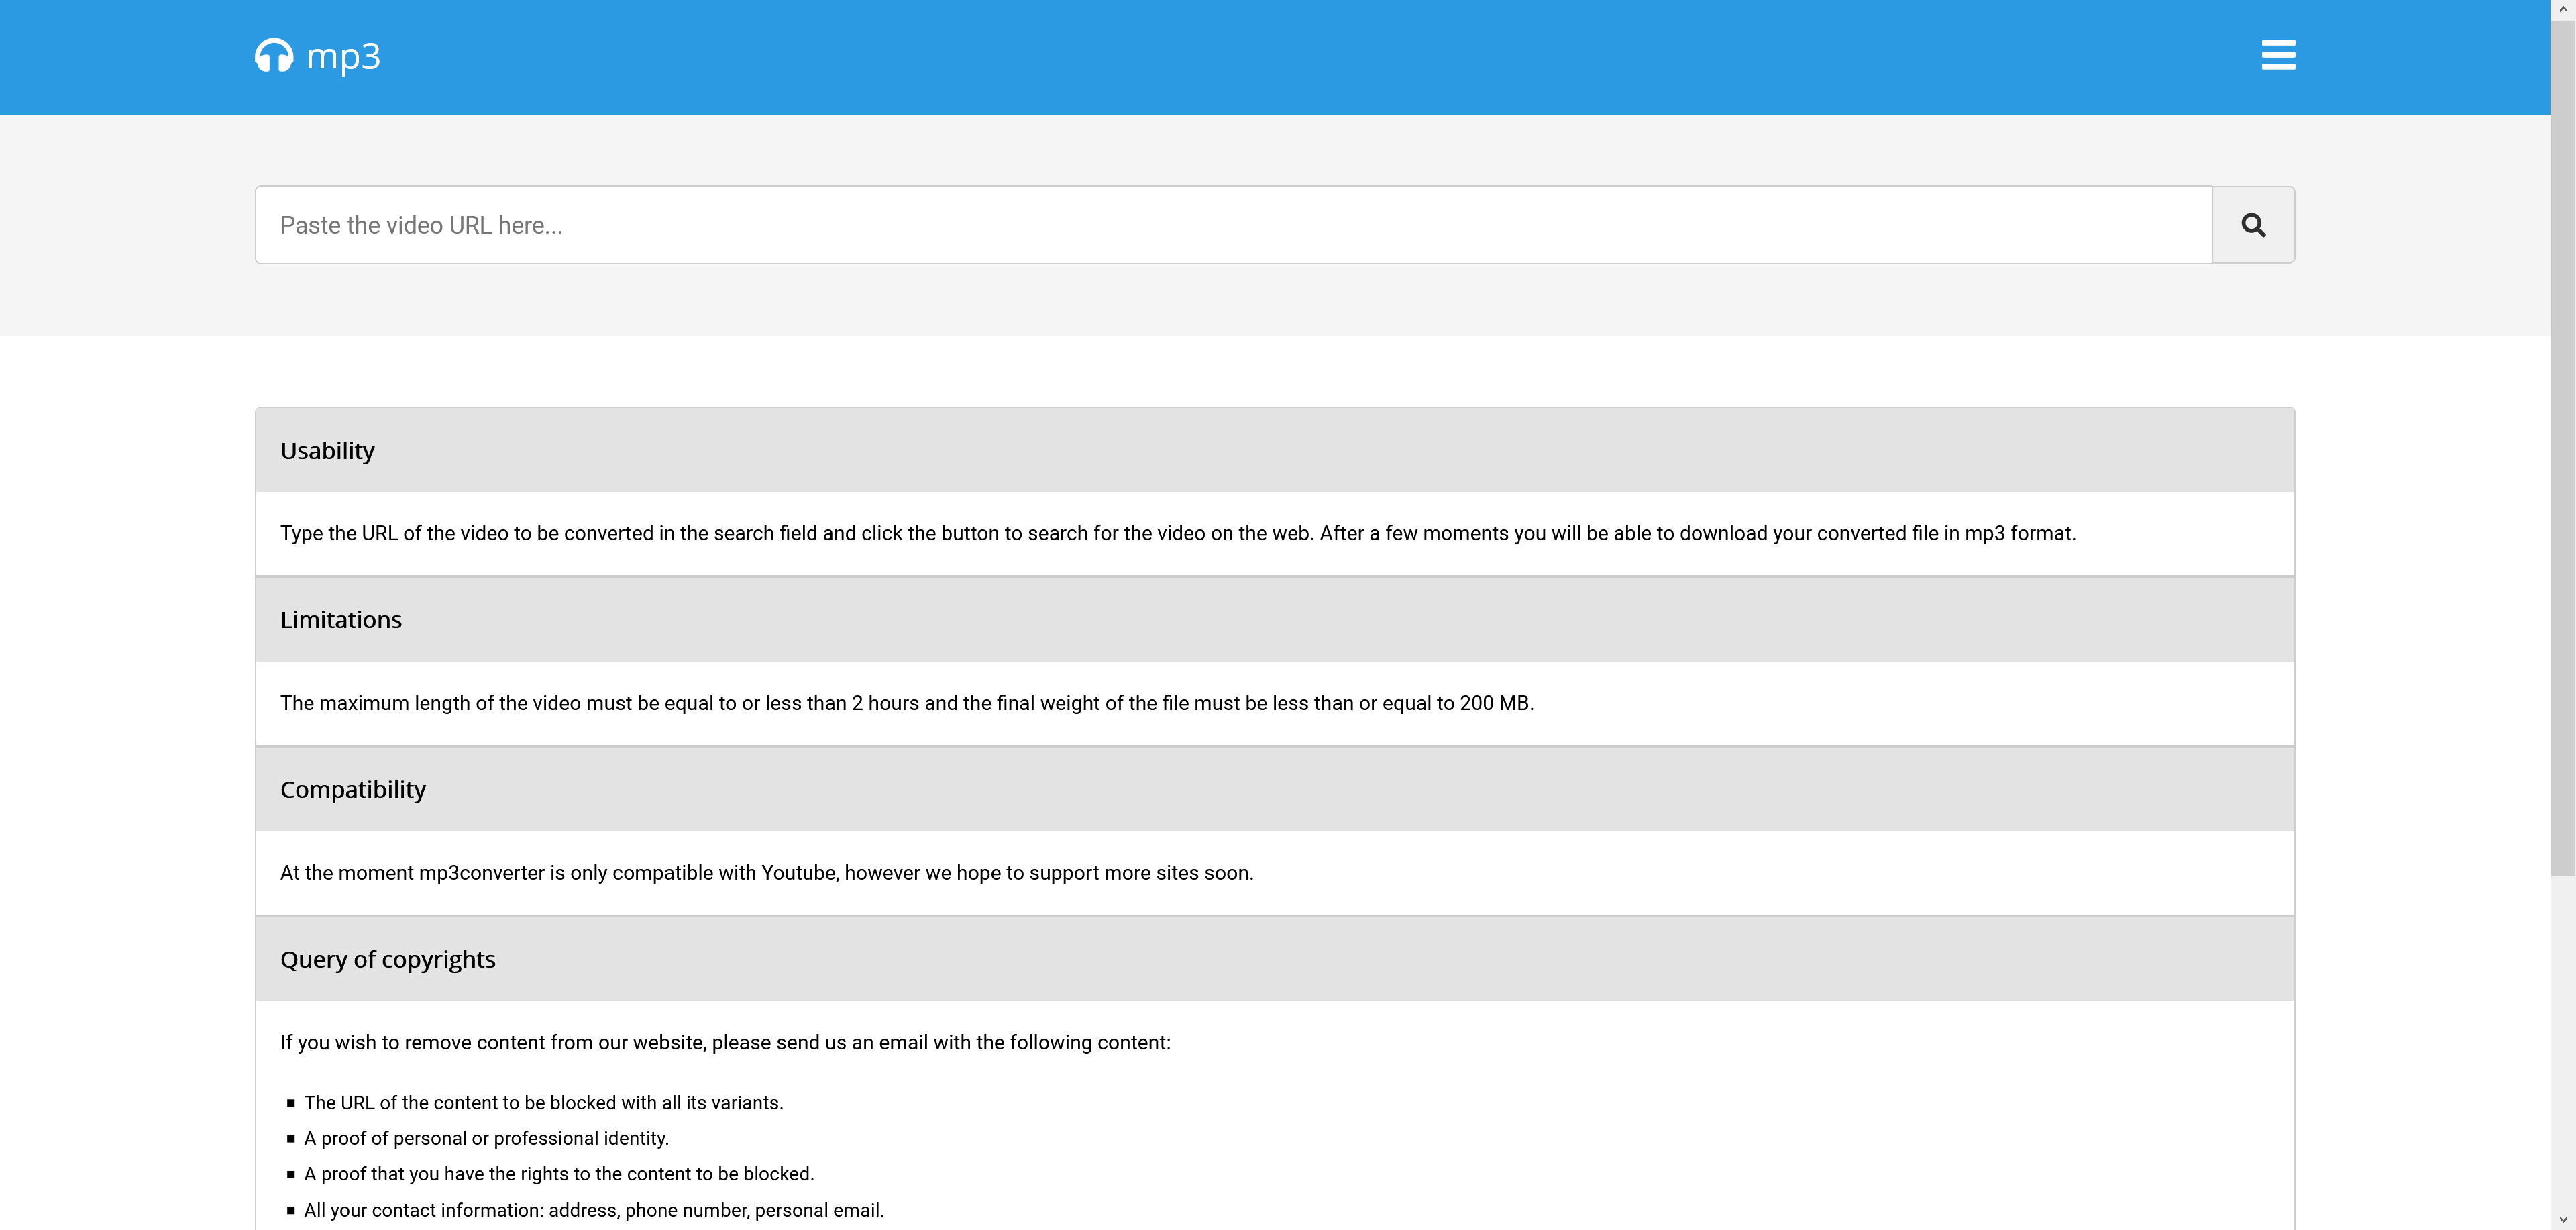 mp3
Paste the video URL here...
Usability
Type the URL of the video to be converted in the search field and click the button to search for the video on the web. After a few moments you will be able to download your converted file in mp3 format.
Limitations
The maximum length of the video must be equal to or less than 2 hours and the final weight of the file must be less than or equal to 200 MB.
Compatibility
At the moment mp3converter is only compatible with Youtube, however we hope to support more sites soon.
Query of copyrights
If you wish to remove content from our website, please send us an email with the following content:
The URL of the content to be blocked with all its variants.
A proof of personal or professional identity.
A proof that you have the rights to the content to be blocked.
All your contact information: address, phone number, personal email.